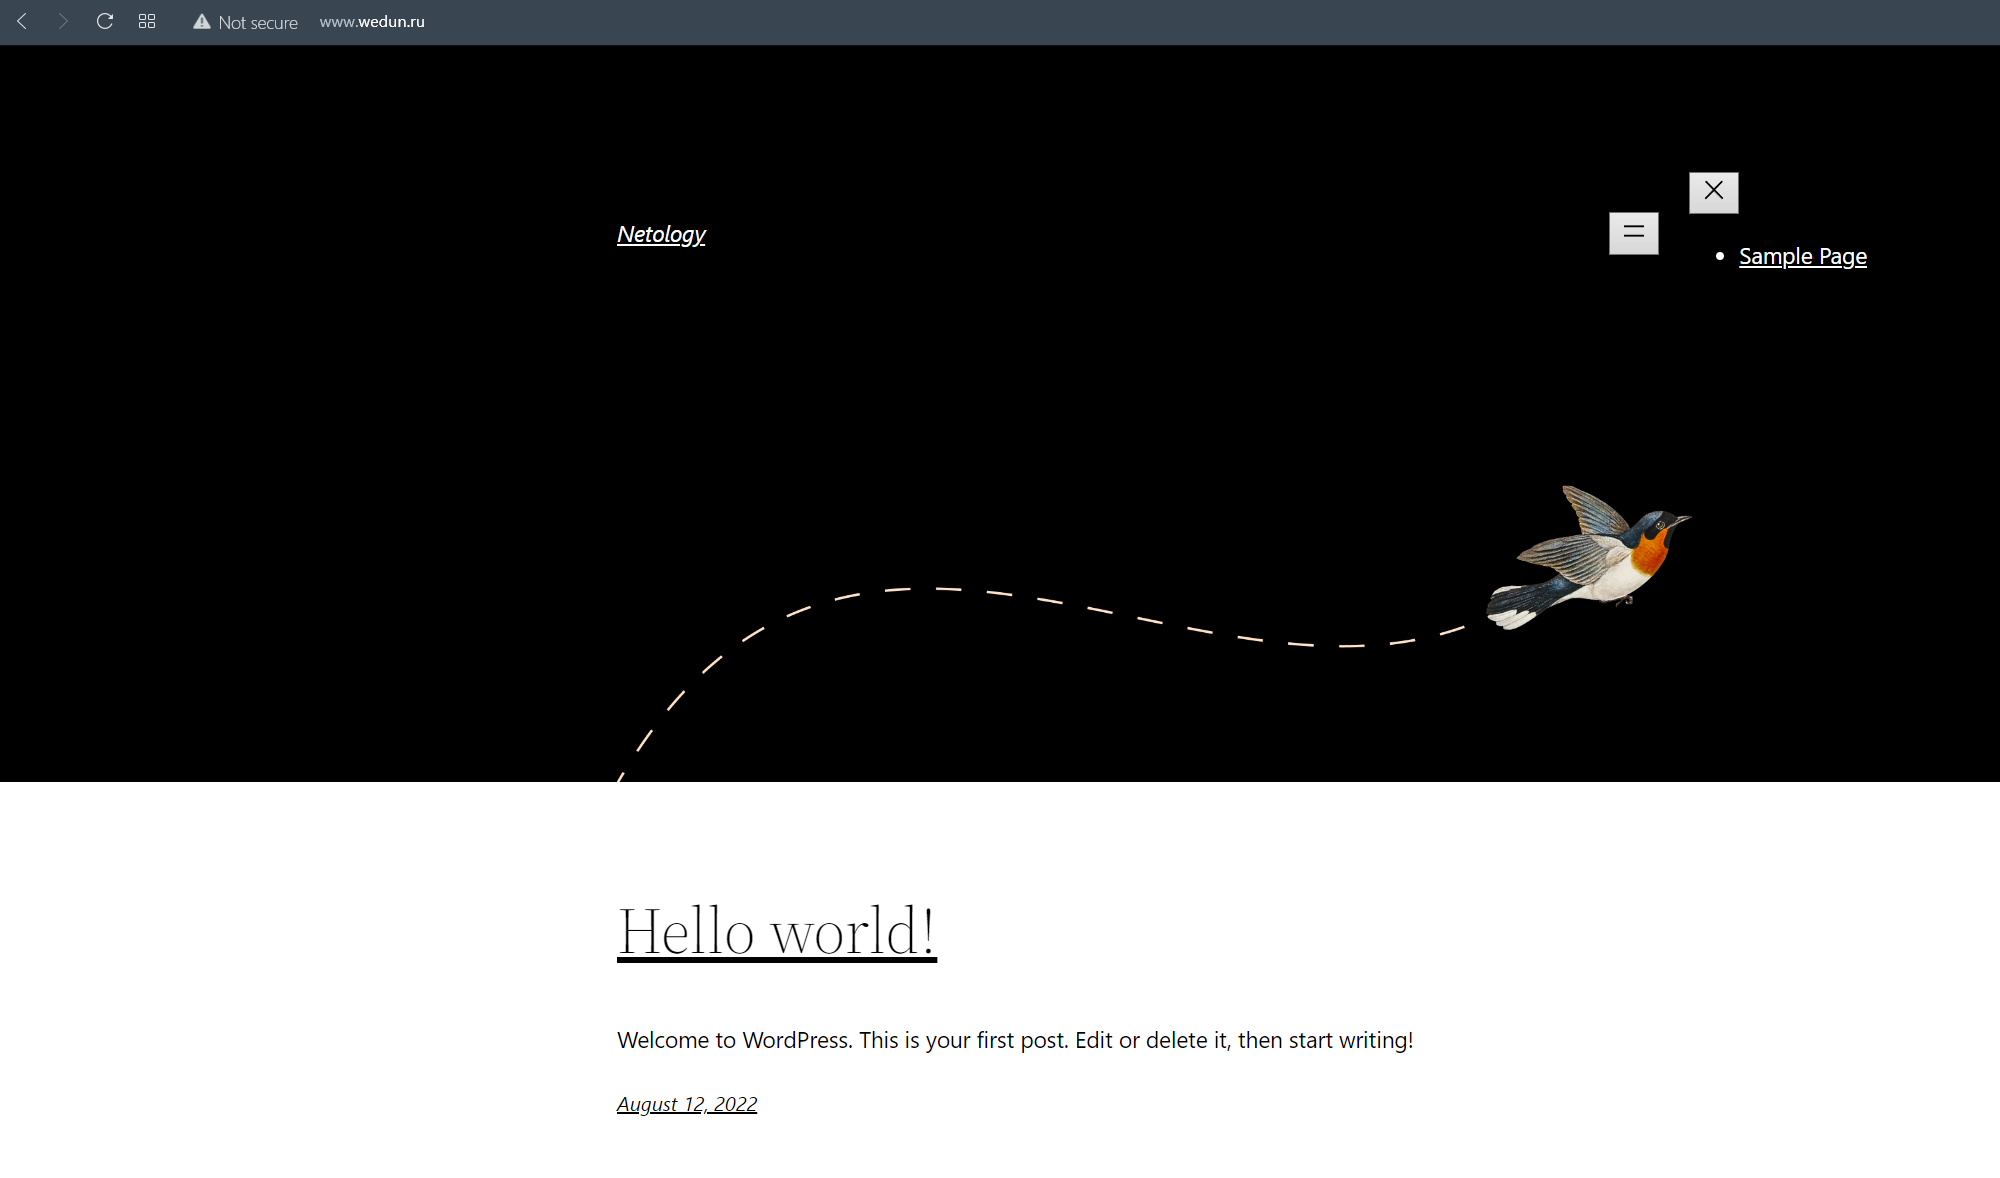 Not secure www.wedun.ru
Netology
Sample Page
Hello world!
Welcome to WordPress. This is your first post. Edit or delete it, then start writing!
August 12, 2022